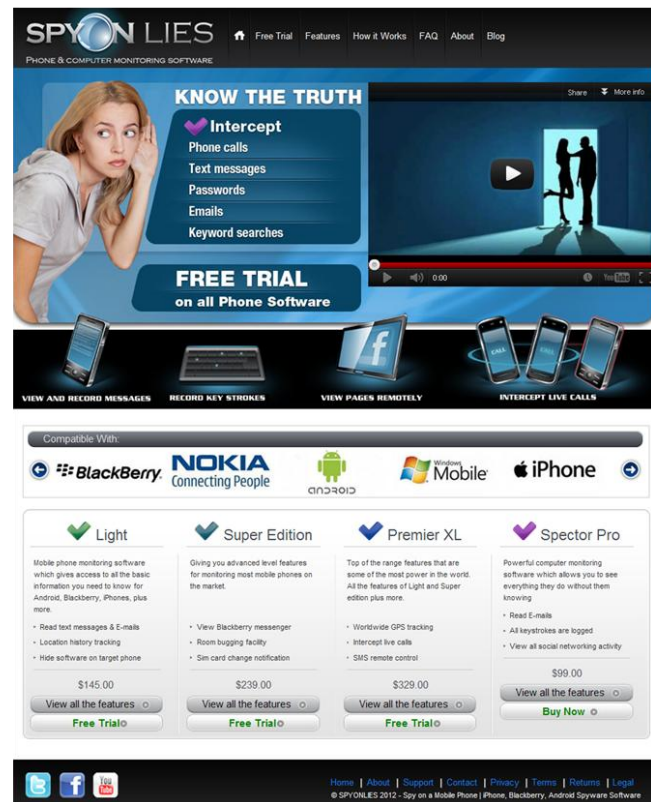 SPY ON LIES
PHONE & COMPUTER MONITORING SOFTWARE
Free Trial Features How it Works FAQ About Blog
KNOW THE TRUTH
Intercept
Phone calls
Text messages
Passwords
Emails
Keyword searches
FREE TRIAL
on all Phone Software
Share More info
0:00
YouTube
VIEW AND RECORD MESSAGES
RECORD KEY STROKES
f
VIEW PAGES REMOTELY
CALL
CALL
CALL
INTERCEPT LIVE CALLS
Compatible With:
BlackBerry.
NOKIA
Connecting People
ANDROID
Windows
Mobile
iPhone
Light
Mobile phone monitoring software
which gives access to all the basic
information you need to know for
Android, Blackberry, iPhones, plus
more.
Read text messages & E-mails
Location history tracking
Hide software on target phone
$145.00
View all the features
Free Trial
Super Edition
Giving you advanced level features
for monitoring most mobile phones on
the market.
View Blackberry messenger
Room bugging facility
Sim card change notification
$239.00
View all the features
Free Trial
Premier XL
Top of the range features that are
some of the most power in the world.
All the features of Light and Super
edition plus more.
Worldwide GPS tracking
Intercept live calls
SMS remote control
$329.00
View all the features
Free Trial
Spector Pro
Powerful computer monitoring
software which allows you to see
everything they do without them
knowing
Read E-mails
All keystrokes are logged
View all social networking activity
$99.00
View all the features
Buy Now
You
Tube
Home | About | Support | Contact | Privacy | Terms | Returns | Legal
© SPYONLIES 2012 - Spy on a Mobile Phone | iPhone, Blackberry, Android Spyware Software